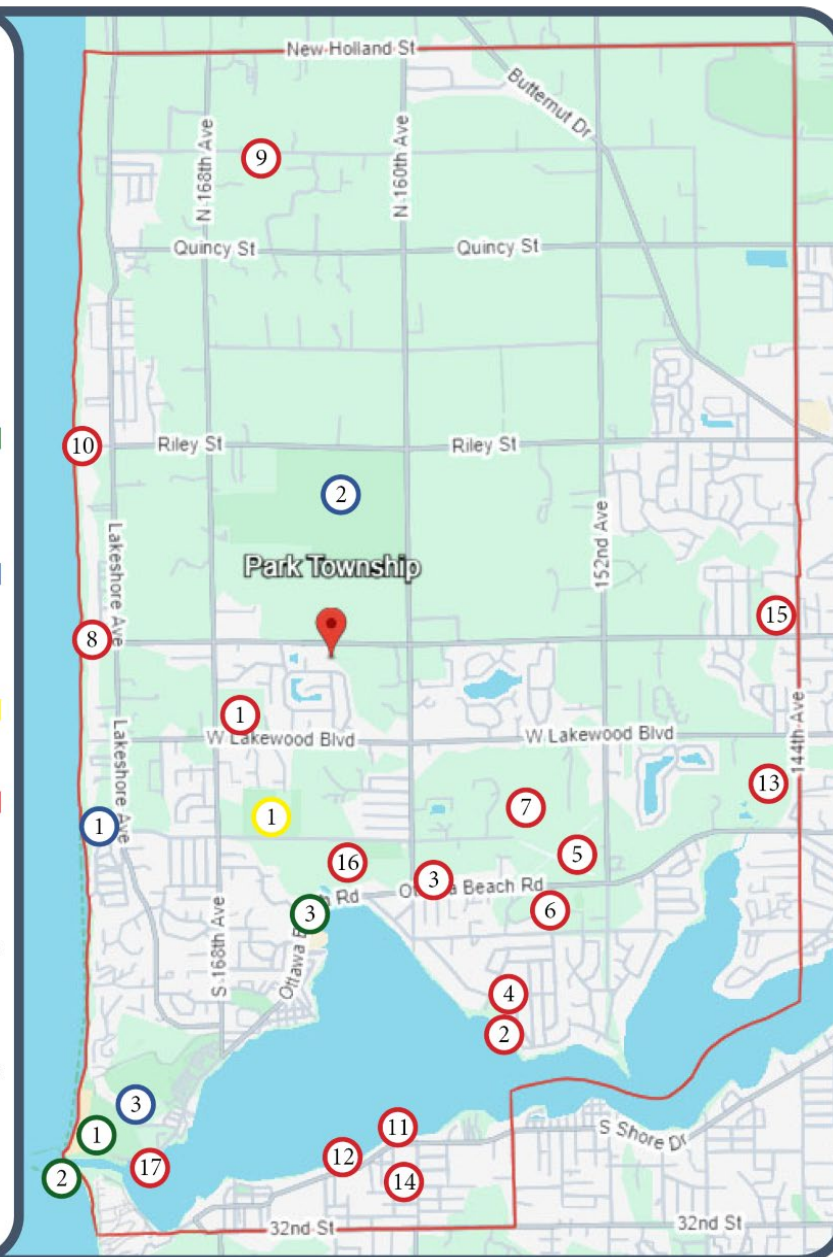 New Holland St
Butternut Dr
N 168th Ave
N 160th Ave
9
Quincy St
Quincy St
10
Riley St
Riley St
2
Lakeshore Ave
152nd Ave
Park Township
15
8
1
W Lakewood Blvd
W Lakewood Blvd
144th Ave
Lakeshore Ave
13
7
1
1
5
16
3
Ottawa Beach Rd
6
3
S 168th Ave
4
2
3
11
S Shore Dr
1
12
17
14
2
32nd St
32nd St